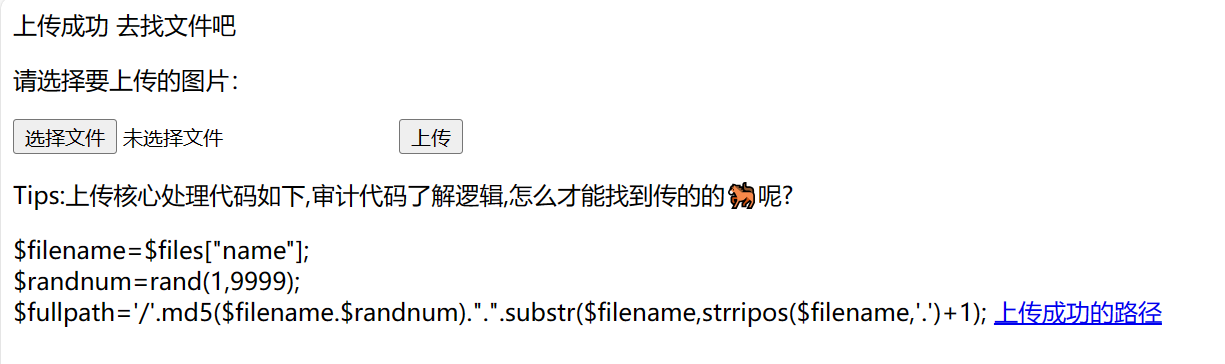 上传成功 去找文件吧
请选择要上传的图片：
选择文件 未选择文件 上传
Tips:上传核心处理代码如下,审计代码了解逻辑,怎么才能找到传的的🐎呢?
$filename=$files["name"];
$randnum=rand(1,9999);
$fullpath='/'.md5($filename.$randnum).".".substr($filename,strripos($filename,'.')+1); 上传成功的路径